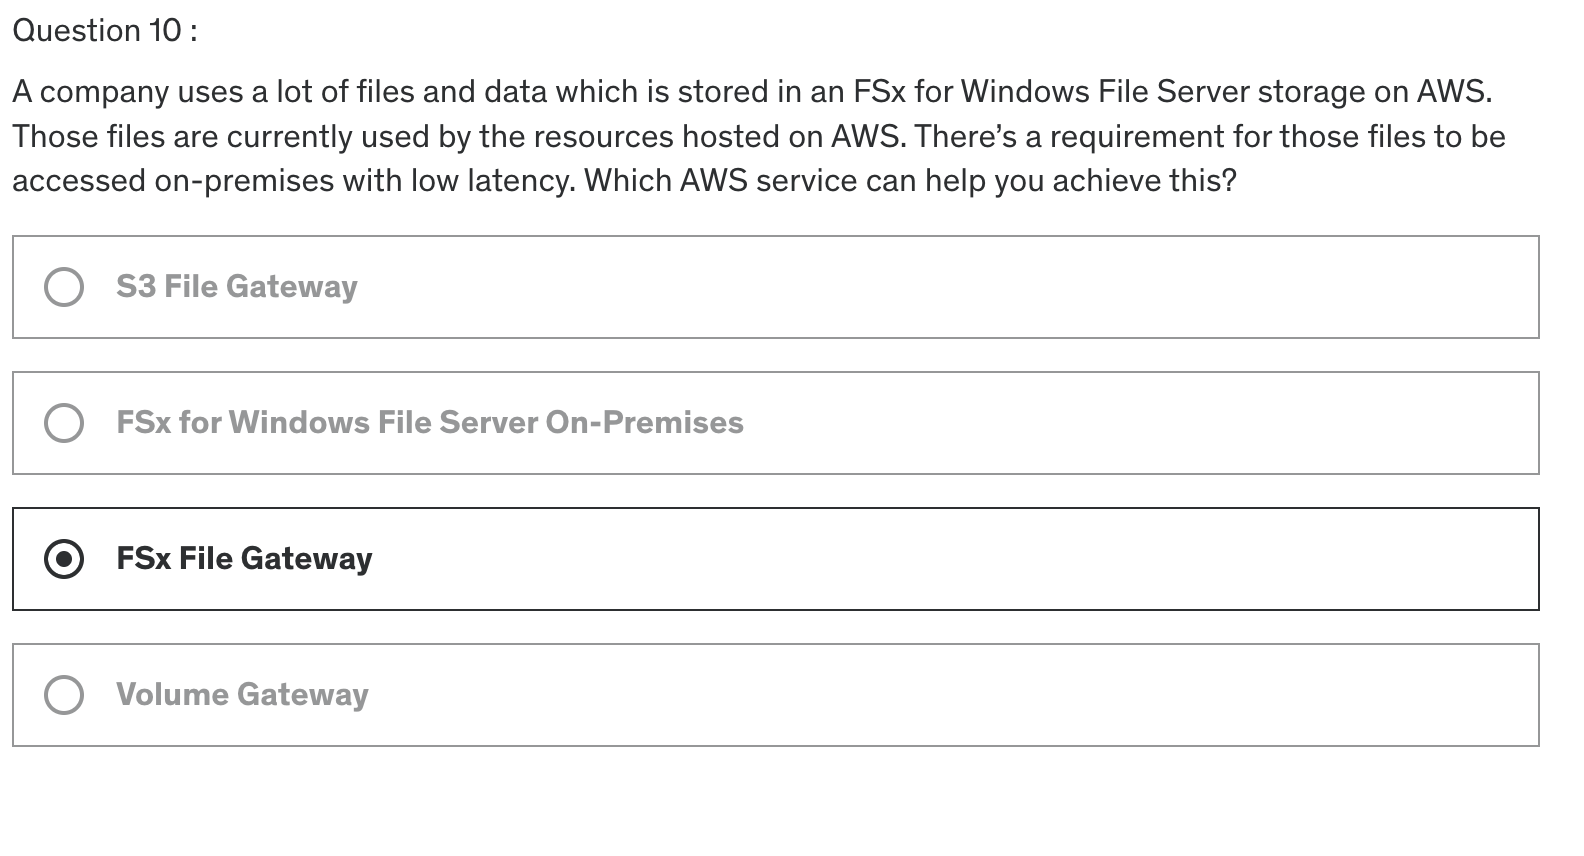 Question 10 :
A company uses a lot of files and data which is stored in an FSx for Windows File Server storage on AWS.
Those files are currently used by the resources hosted on AWS. There’s a requirement for those files to be
accessed on-premises with low latency. Which AWS service can help you achieve this?
S3 File Gateway
FSx for Windows File Server On-Premises
FSx File Gateway
Volume Gateway